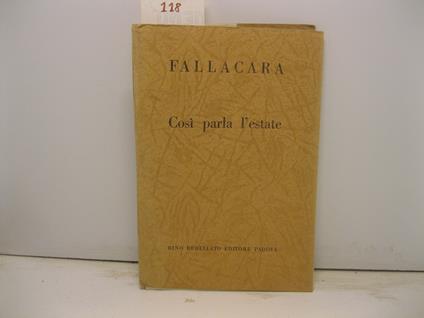 118
FALLACARA
Così parla l'estate
RINO REBELLATO EDITORE PADOVA